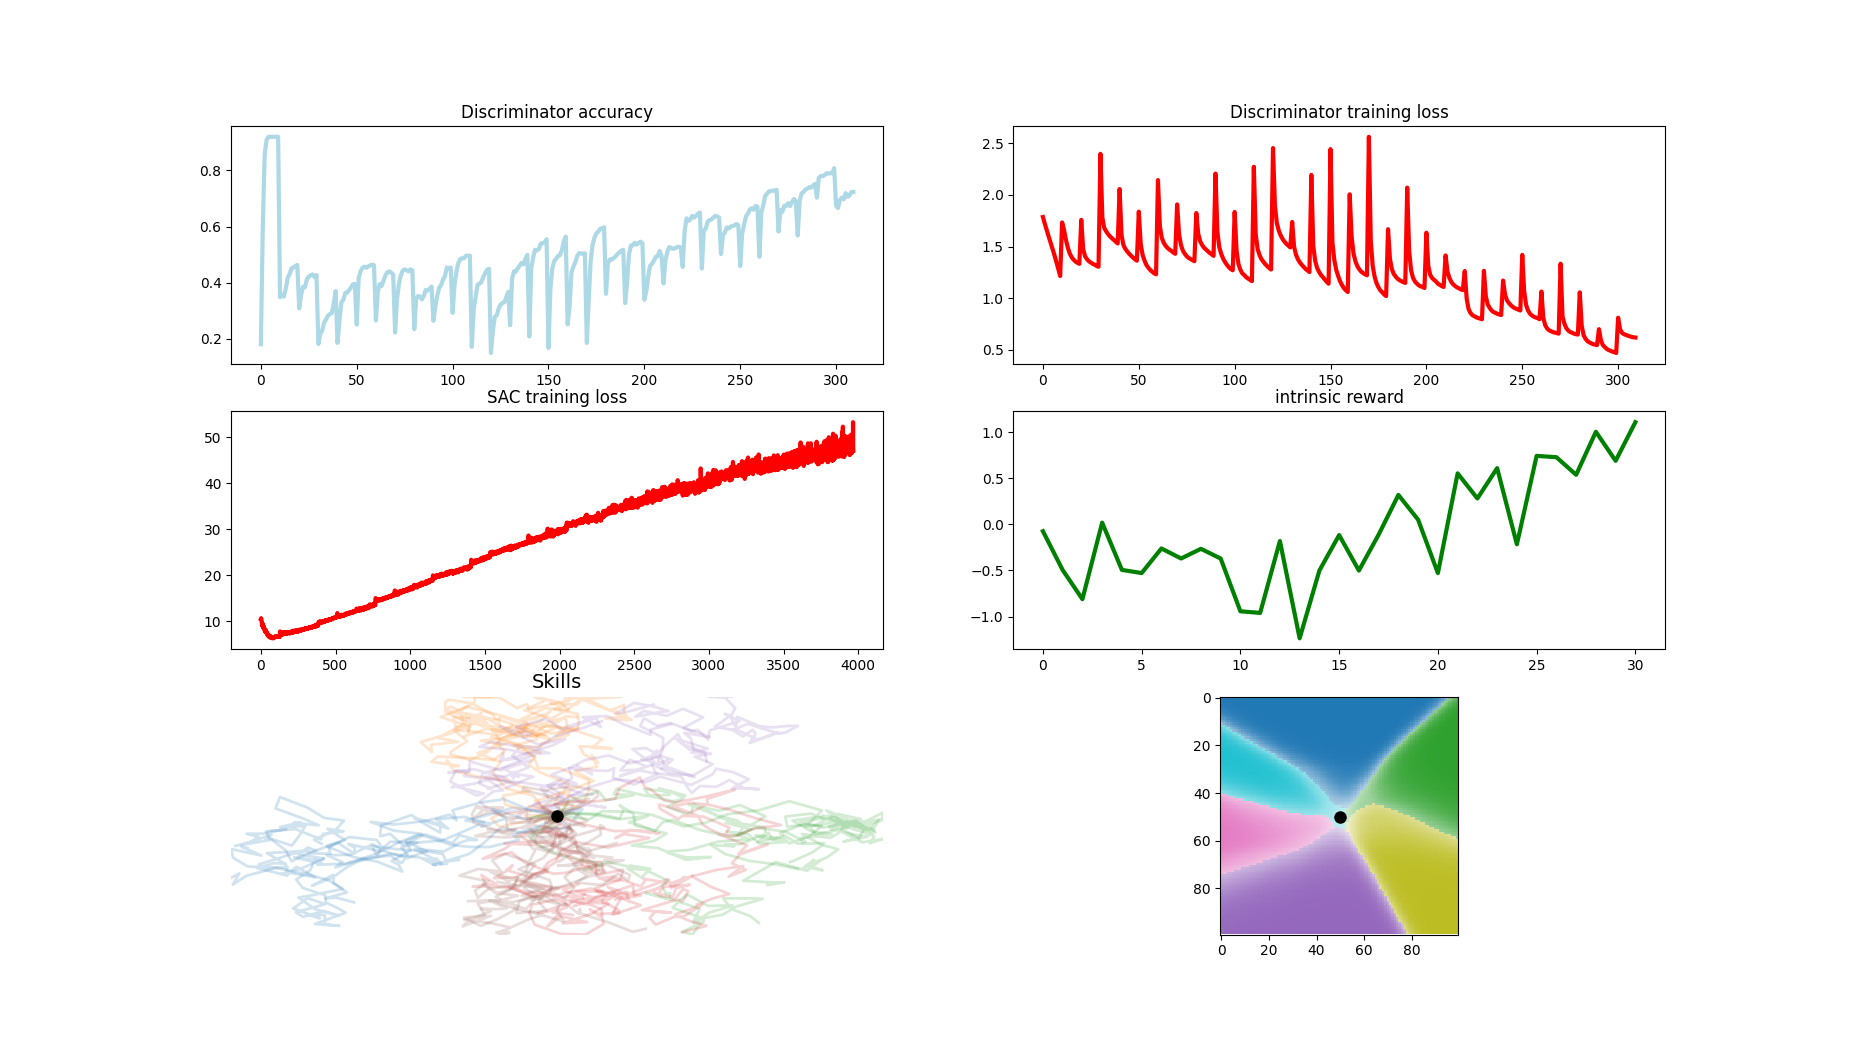 Discriminator accuracy
0.8
0.6
0.4
0.2
0 50 100 150 200 250 300
Discriminator training loss
2.5
2.0
1.5
1.0
0.5
0 50 100 150 200 250 300
SAC training loss
50
40
30
20
10
0 500 1000 1500 2000 2500 3000 3500 4000
intrinsic reward
1.0
0.5
0.0
−0.5
−1.0
0 5 10 15 20 25 30
Skills
0
20
40
60
80
0 20 40 60 80